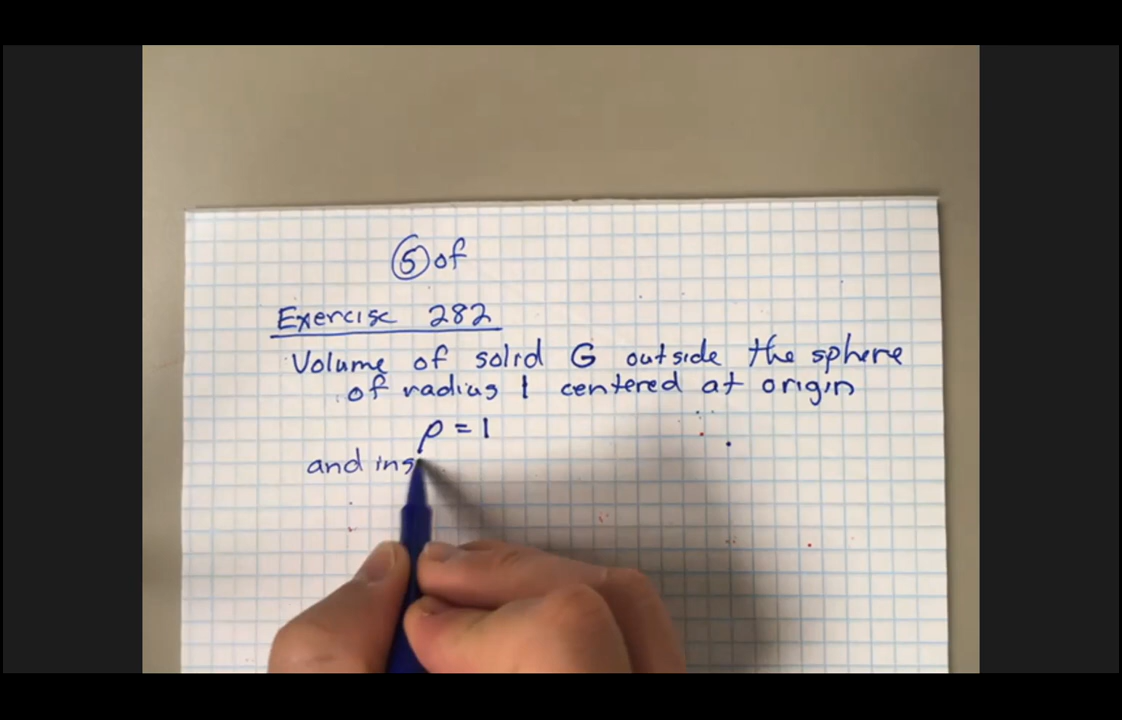 ⑤ of
Exercise 282
Volume of solid G outside the sphere
of radius 1 centered at origin
ρ = 1
and ins